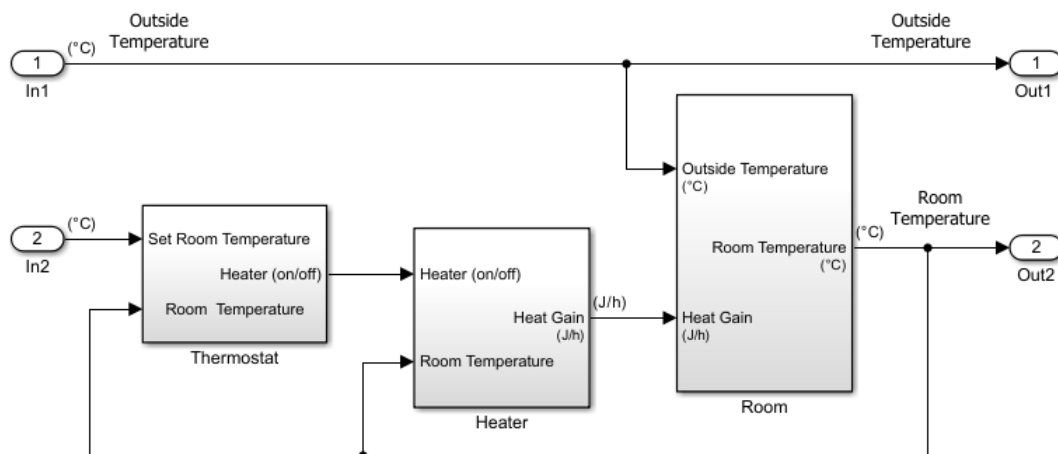 Outside
Temperature
Outside
Temperature
(°C)
1
In1
1
Out1
Outside Temperature
(°C)
Room
Temperature
(°C)
2
In2
(°C)
Set Room Temperature
Heater (on/off)
Room Temperature
Thermostat
Heater (on/off)
Heat Gain
(J/h)
Room Temperature
Heater
(J/h)
Room Temperature
(°C)
Heat Gain
(J/h)
Room
2
Out2